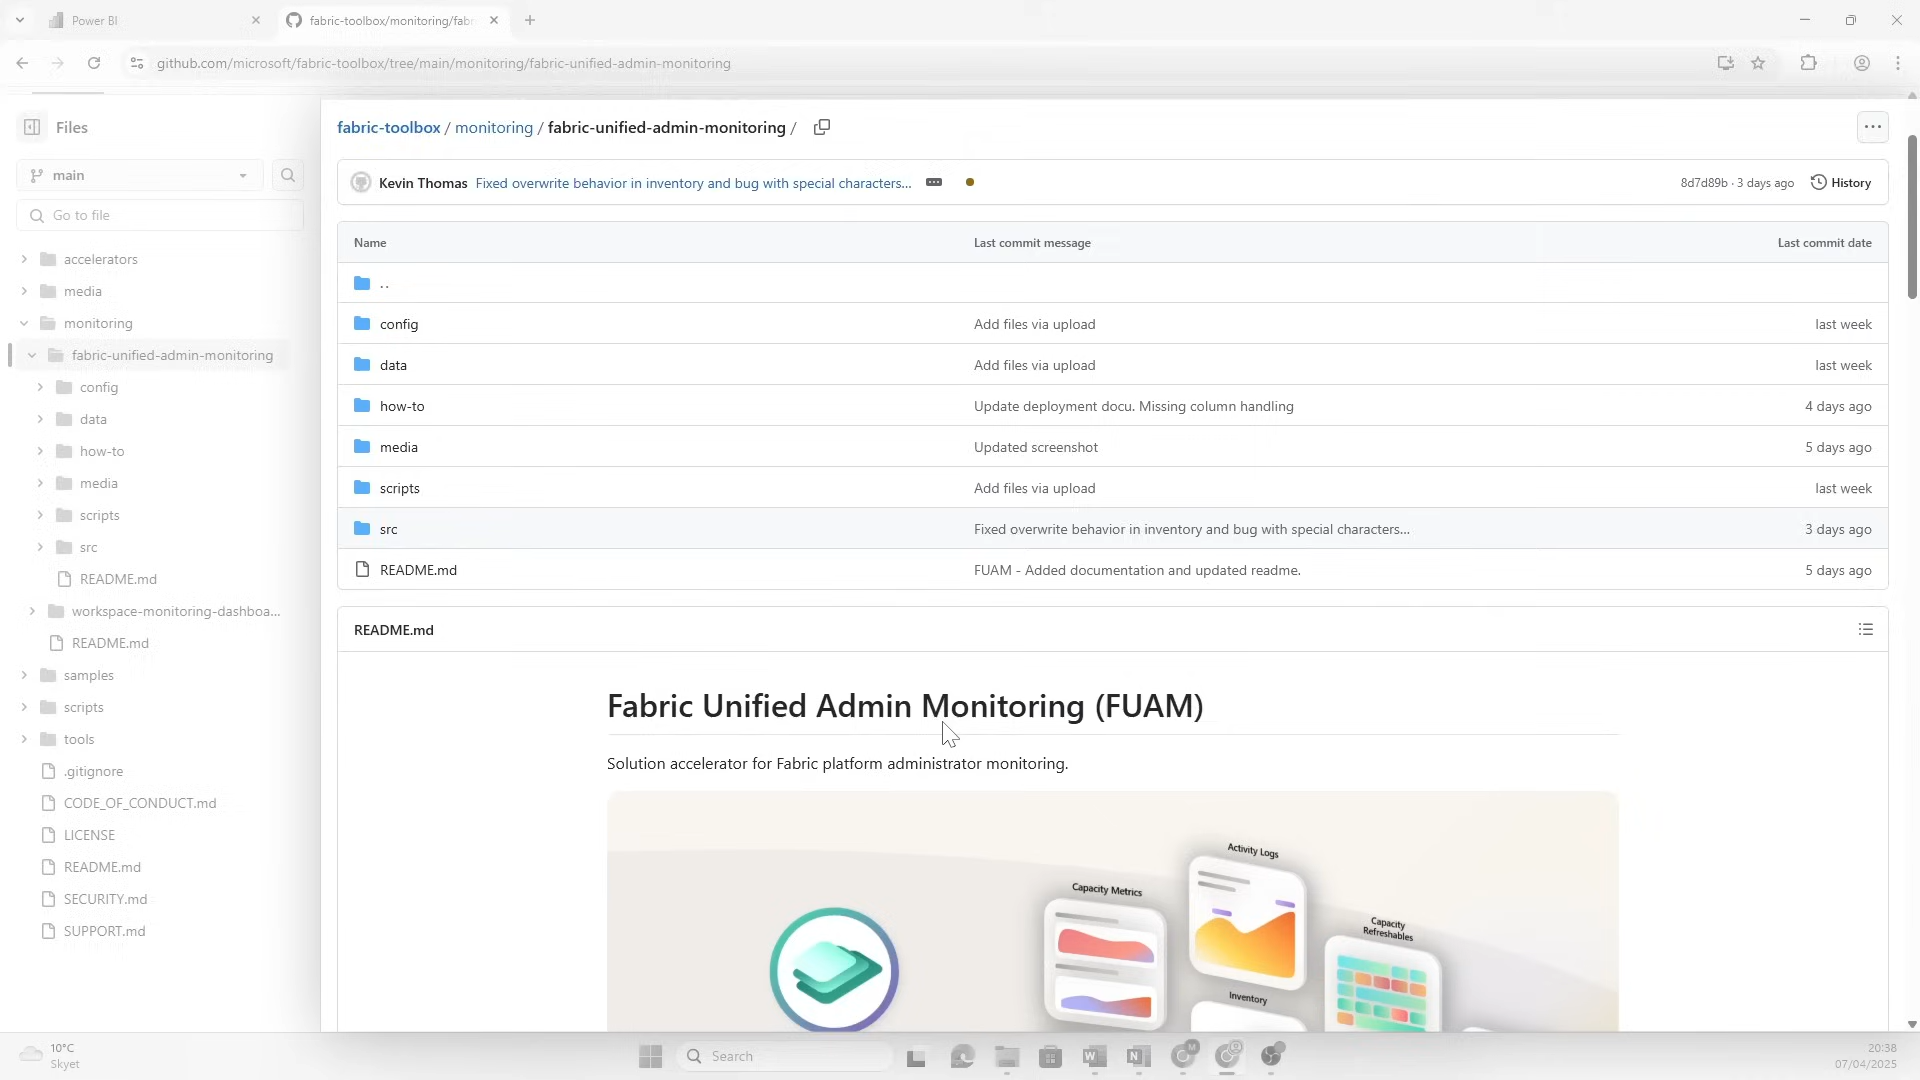 Power BI
fabric-toolbox/monitoring/fabr
github.com/microsoft/fabric-toolbox/tree/main/monitoring/fabric-unified-admin-monitoring
Files
main
Go to file
accelerators
media
monitoring
fabric-unified-admin-monitoring
config
data
how-to
media
scripts
src
README.md
workspace-monitoring-dashboa...
README.md
samples
scripts
tools
.gitignore
CODE_OF_CONDUCT.md
LICENSE
README.md
SECURITY.md
SUPPORT.md
fabric-toolbox / monitoring / fabric-unified-admin-monitoring /
Kevin Thomas Fixed overwrite behavior in inventory and bug with special characters... 8d7d89b · 3 days ago History
Name Last commit message Last commit date
..
config Add files via upload last week
data Add files via upload last week
how-to Update deployment docu. Missing column handling 4 days ago
media Updated screenshot 5 days ago
scripts Add files via upload last week
src Fixed overwrite behavior in inventory and bug with special characters... 3 days ago
README.md FUAM - Added documentation and updated readme. 5 days ago
README.md
Fabric Unified Admin Monitoring (FUAM)
Solution accelerator for Fabric platform administrator monitoring.
Activity Logs
Capacity Metrics
Capacity
Refreshables
Inventory
10°C
Skyet
Search
20:38
07/04/2025